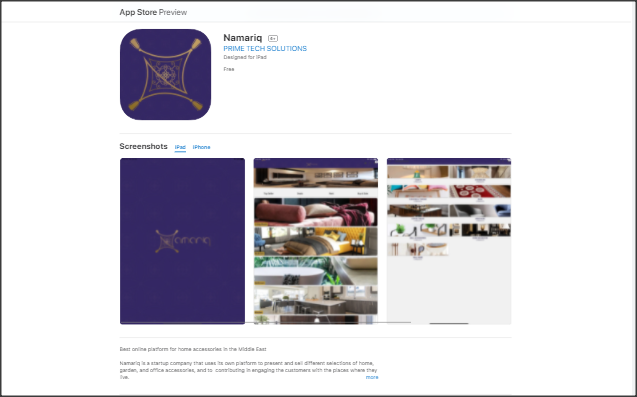 App Store Preview
Namariq 4+
PRIME TECH SOLUTIONS
Designed for iPad
Free
Screenshots iPad iPhone
Best online platform for home accessories in the Middle East
Namariq is a startup company that uses its own platform to present and sell different selections of home,
garden, and office accessories, and to contributing in engaging the customers with the places where they
live. more